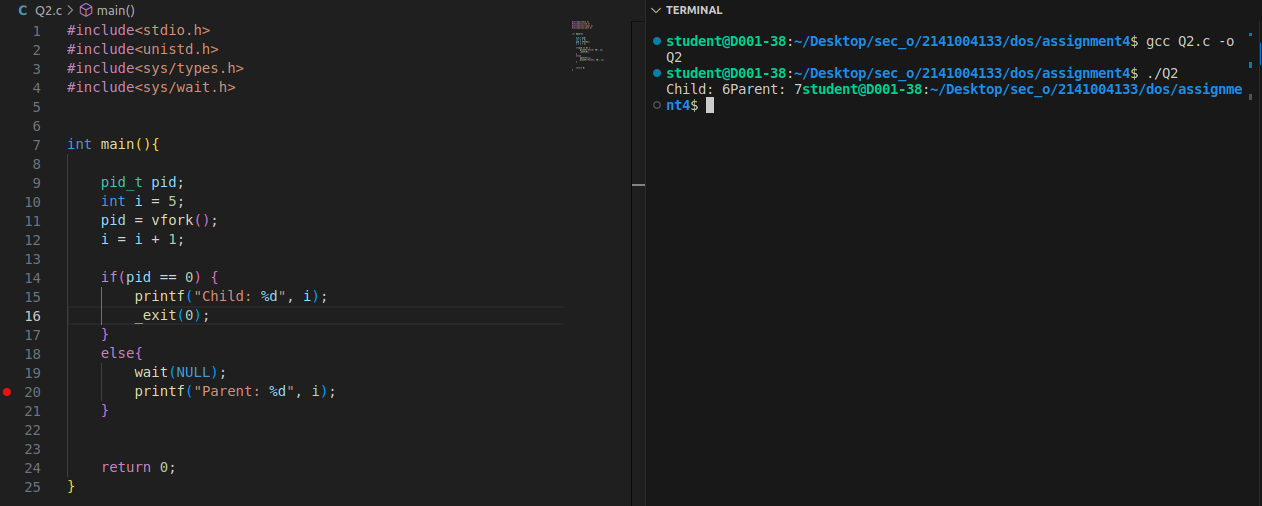 C Q2.c > main()
1 #include<stdio.h>
2 #include<unistd.h>
3 #include<sys/types.h>
4 #include<sys/wait.h>
5
6
7 int main(){
8
9 pid_t pid;
10 int i = 5;
11 pid = vfork();
12 i = i + 1;
13
14 if(pid == 0) {
15 printf("Child: %d", i);
16 _exit(0);
17 }
18 else{
19 wait(NULL);
20 printf("Parent: %d", i);
21 }
22
23
24 return 0;
25 }
TERMINAL
student@D001-38:~/Desktop/sec_o/2141004133/dos/assignment4$ gcc Q2.c -o
Q2
student@D001-38:~/Desktop/sec_o/2141004133/dos/assignment4$ ./Q2
Child: 6Parent: 7student@D001-38:~/Desktop/sec_o/2141004133/dos/assignme
nt4$